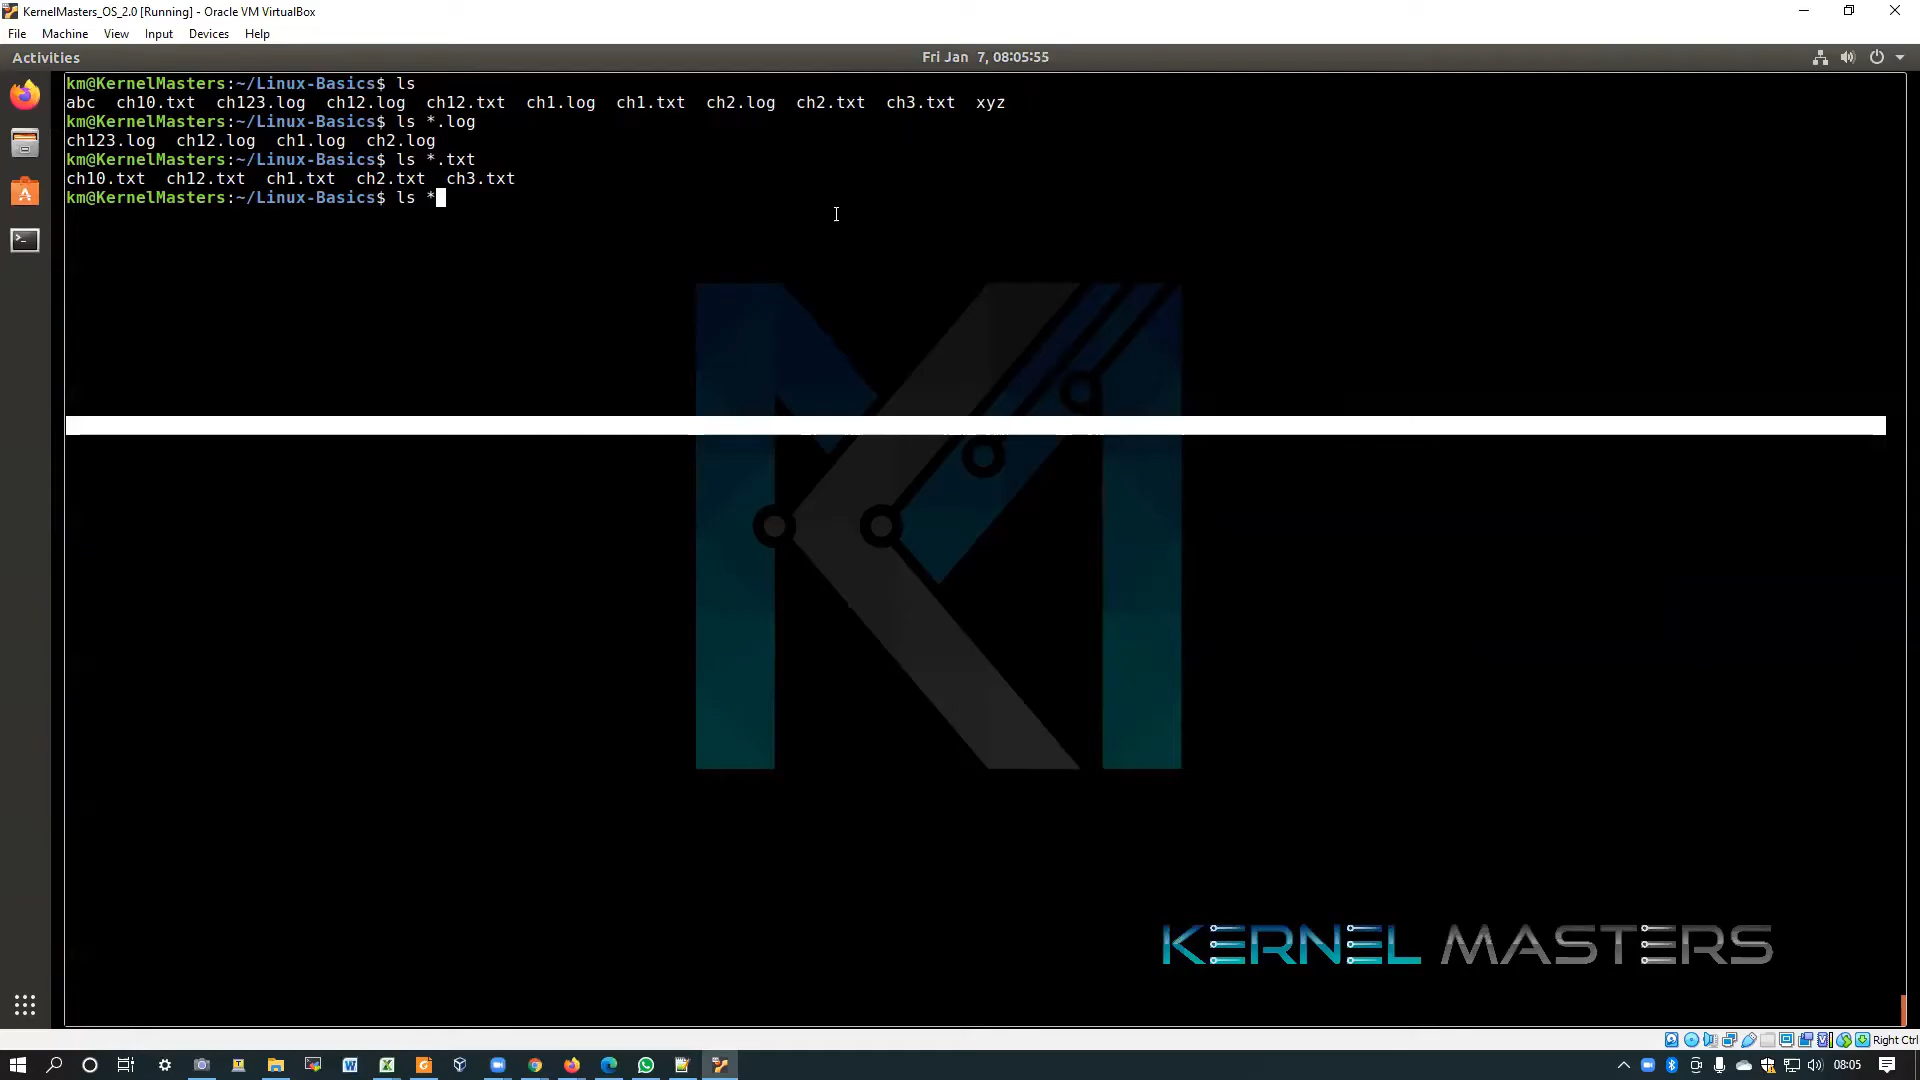 KernelMasters_OS_2.0 [Running] - Oracle VM VirtualBox
File Machine View Input Devices Help
Activities
Fri Jan 7, 08:05:55
km@KernelMasters:~/Linux-Basics$ ls
abc ch10.txt ch123.log ch12.log ch12.txt ch1.log ch1.txt ch2.log ch2.txt ch3.txt xyz
km@KernelMasters:~/Linux-Basics$ ls *.log
ch123.log ch12.log ch1.log ch2.log
km@KernelMasters:~/Linux-Basics$ ls *.txt
ch10.txt ch12.txt ch1.txt ch2.txt ch3.txt
km@KernelMasters:~/Linux-Basics$ ls *
KERNEL MASTERS
Right Ctrl
08:05